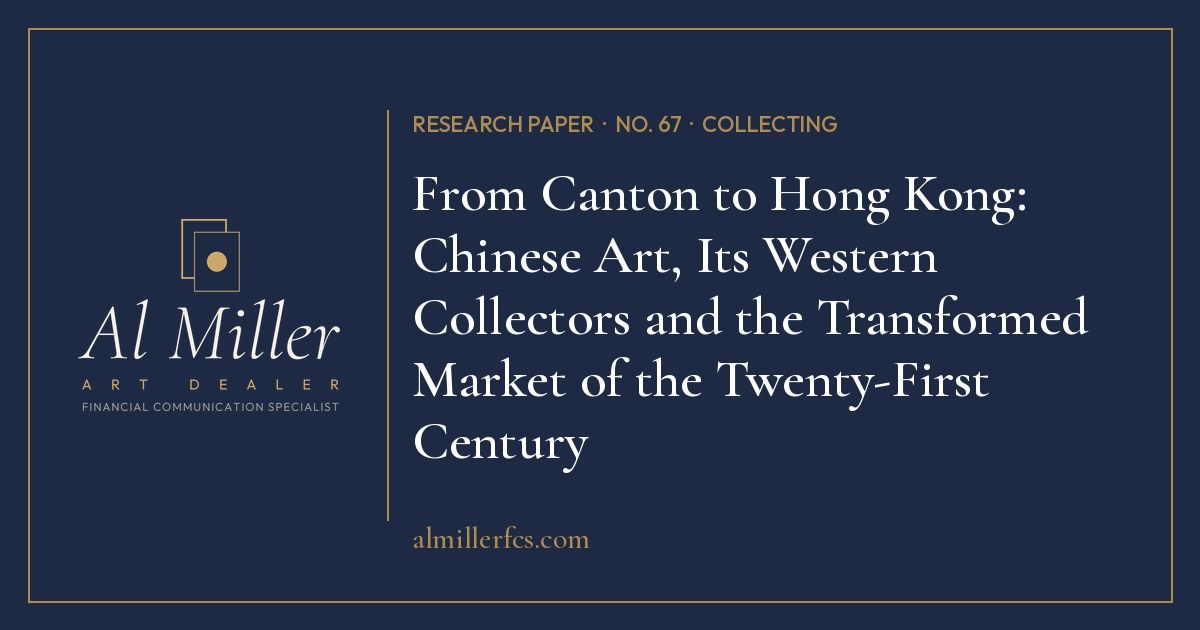 Al Miller
ART DEALER
FINANCIAL COMMUNICATION SPECIALIST
RESEARCH PAPER · NO. 67 · COLLECTING
From Canton to Hong Kong:
Chinese Art, Its Western
Collectors and the Transformed
Market of the Twenty-First
Century
almillerfcs.com